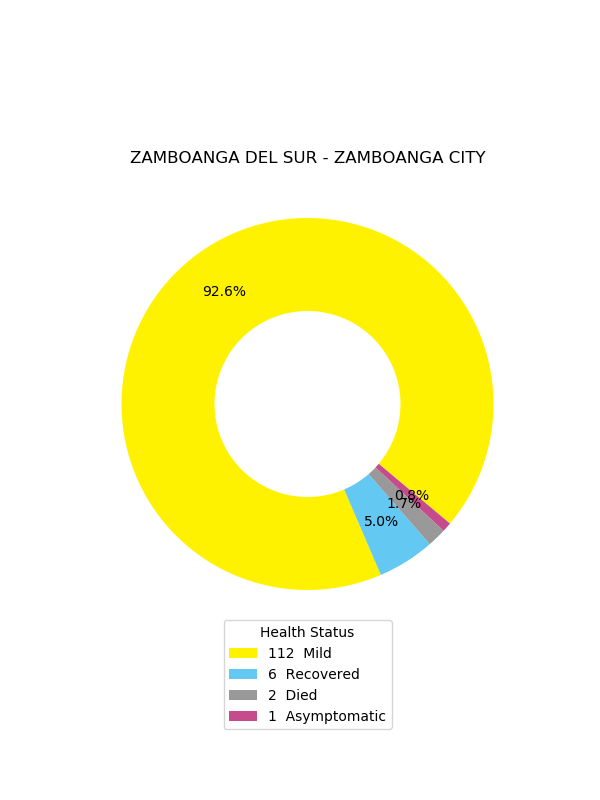 ZAMBOANGA DEL SUR - ZAMBOANGA CITY
92.6%
0.8%
1.7%
5.0%
Health Status
112  Mild
6  Recovered
2  Died
1  Asymptomatic